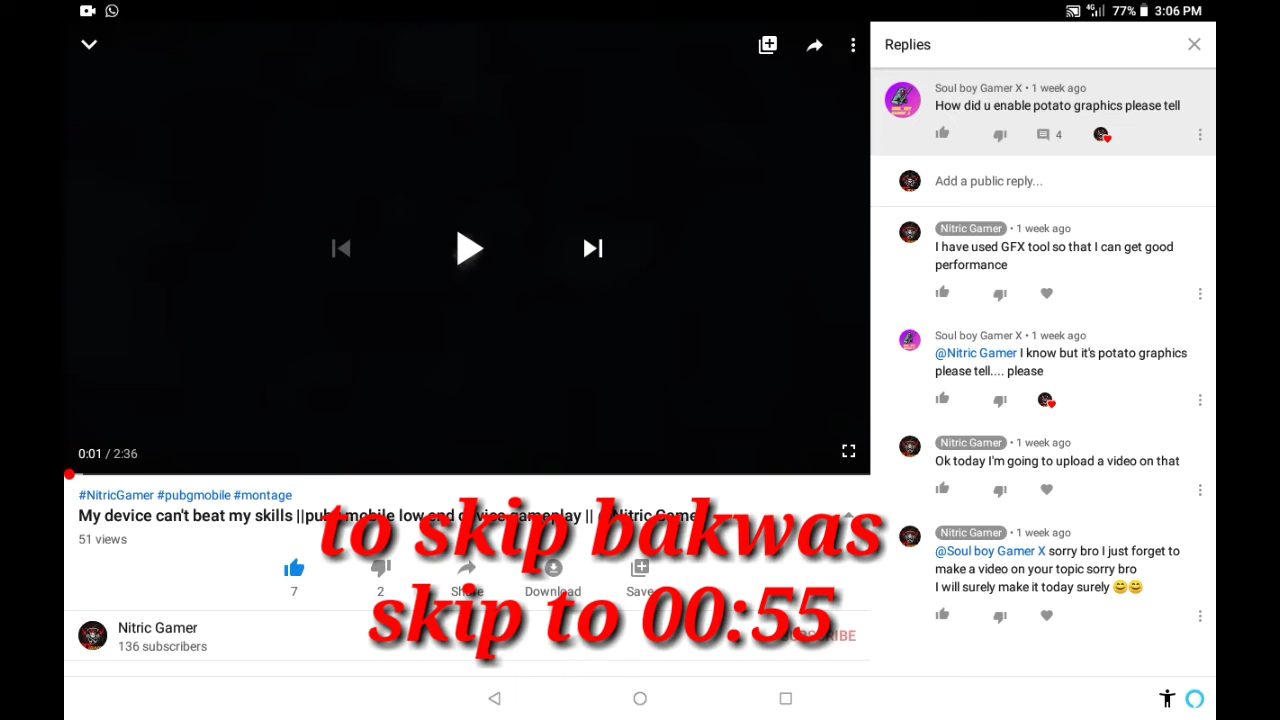 4G 77% 3:06 PM
Replies
Soul boy Gamer X • 1 week ago
How did u enable potato graphics please tell
4
Add a public reply...
Nitric Gamer • 1 week ago
I have used GFX tool so that I can get good
performance
Soul boy Gamer X • 1 week ago
@Nitric Gamer I know but it's potato graphics
please tell.... please
Nitric Gamer • 1 week ago
Ok today I'm going to upload a video on that
Nitric Gamer • 1 week ago
@Soul boy Gamer X sorry bro I just forget to
make a video on your topic sorry bro
I will surely make it today surely 😊😊
0:01 / 2:36
#NitricGamer #pubgmobile #montage
My device can't beat my skills ||pubg mobile low end device gameplay || Nitric Gamer
51 views
to skip bakwas
skip to 00:55
7 2 Share Download Save
Nitric Gamer
136 subscribers
SUBSCRIBE